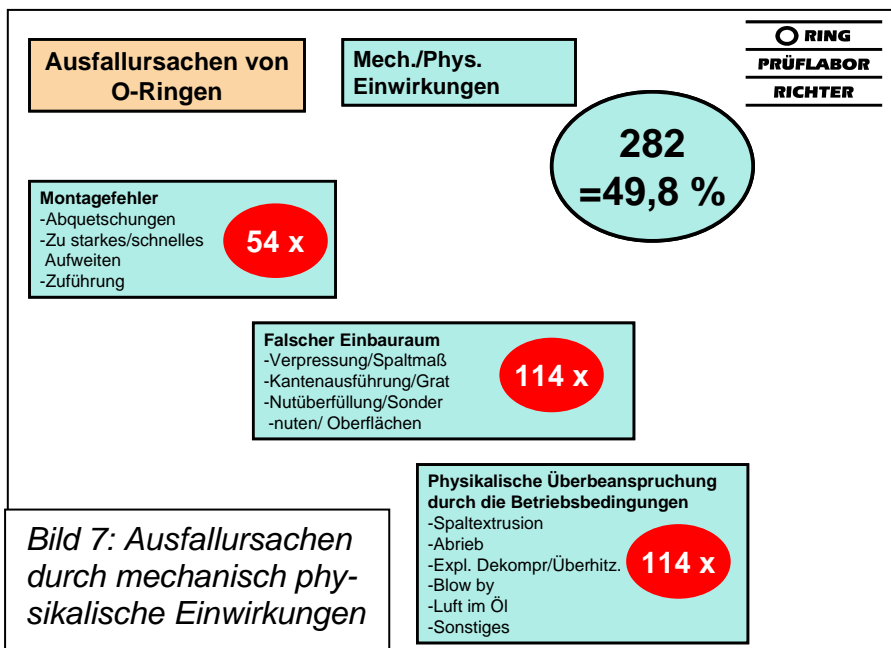 Ausfallursachen von
O-Ringen
Mech./Phys.
Einwirkungen
O RING
PRÜFLABOR
RICHTER
282
=49,8 %
Montagefehler
-Abquetschungen
-Zu starkes/schnelles
Aufweiten
-Zuführung
54 x
Falscher Einbauraum
-Verpressung/Spaltmaß
-Kantenausführung/Grat
-Nutüberfüllung/Sonder
-nuten/ Oberflächen
114 x
Physikalische Überbeanspruchung
durch die Betriebsbedingungen
-Spaltextrusion
-Abrieb
-Expl. Dekompr/Überhitz.
-Blow by
-Luft im Öl
-Sonstiges
114 x
Bild 7: Ausfallursachen
durch mechanisch phy-
sikalische Einwirkungen